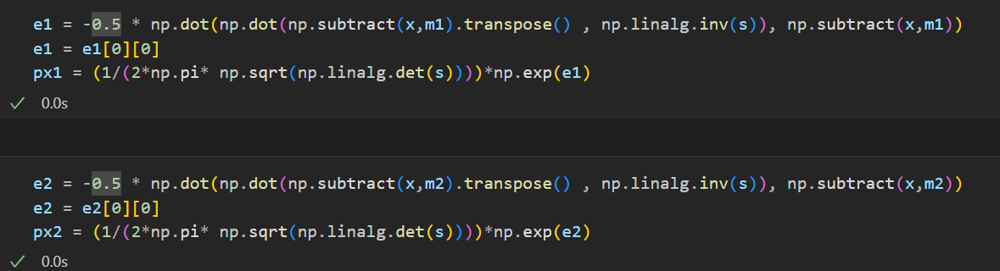 e1 = -0.5 * np.dot(np.dot(np.subtract(x,m1).transpose() , np.linalg.inv(s)), np.subtract(x,m1))
e1 = e1[0][0]
px1 = (1/(2*np.pi* np.sqrt(np.linalg.det(s))))*np.exp(e1)
✓ 0.0s
e2 = -0.5 * np.dot(np.dot(np.subtract(x,m2).transpose() , np.linalg.inv(s)), np.subtract(x,m2))
e2 = e2[0][0]
px2 = (1/(2*np.pi* np.sqrt(np.linalg.det(s))))*np.exp(e2)
✓ 0.0s